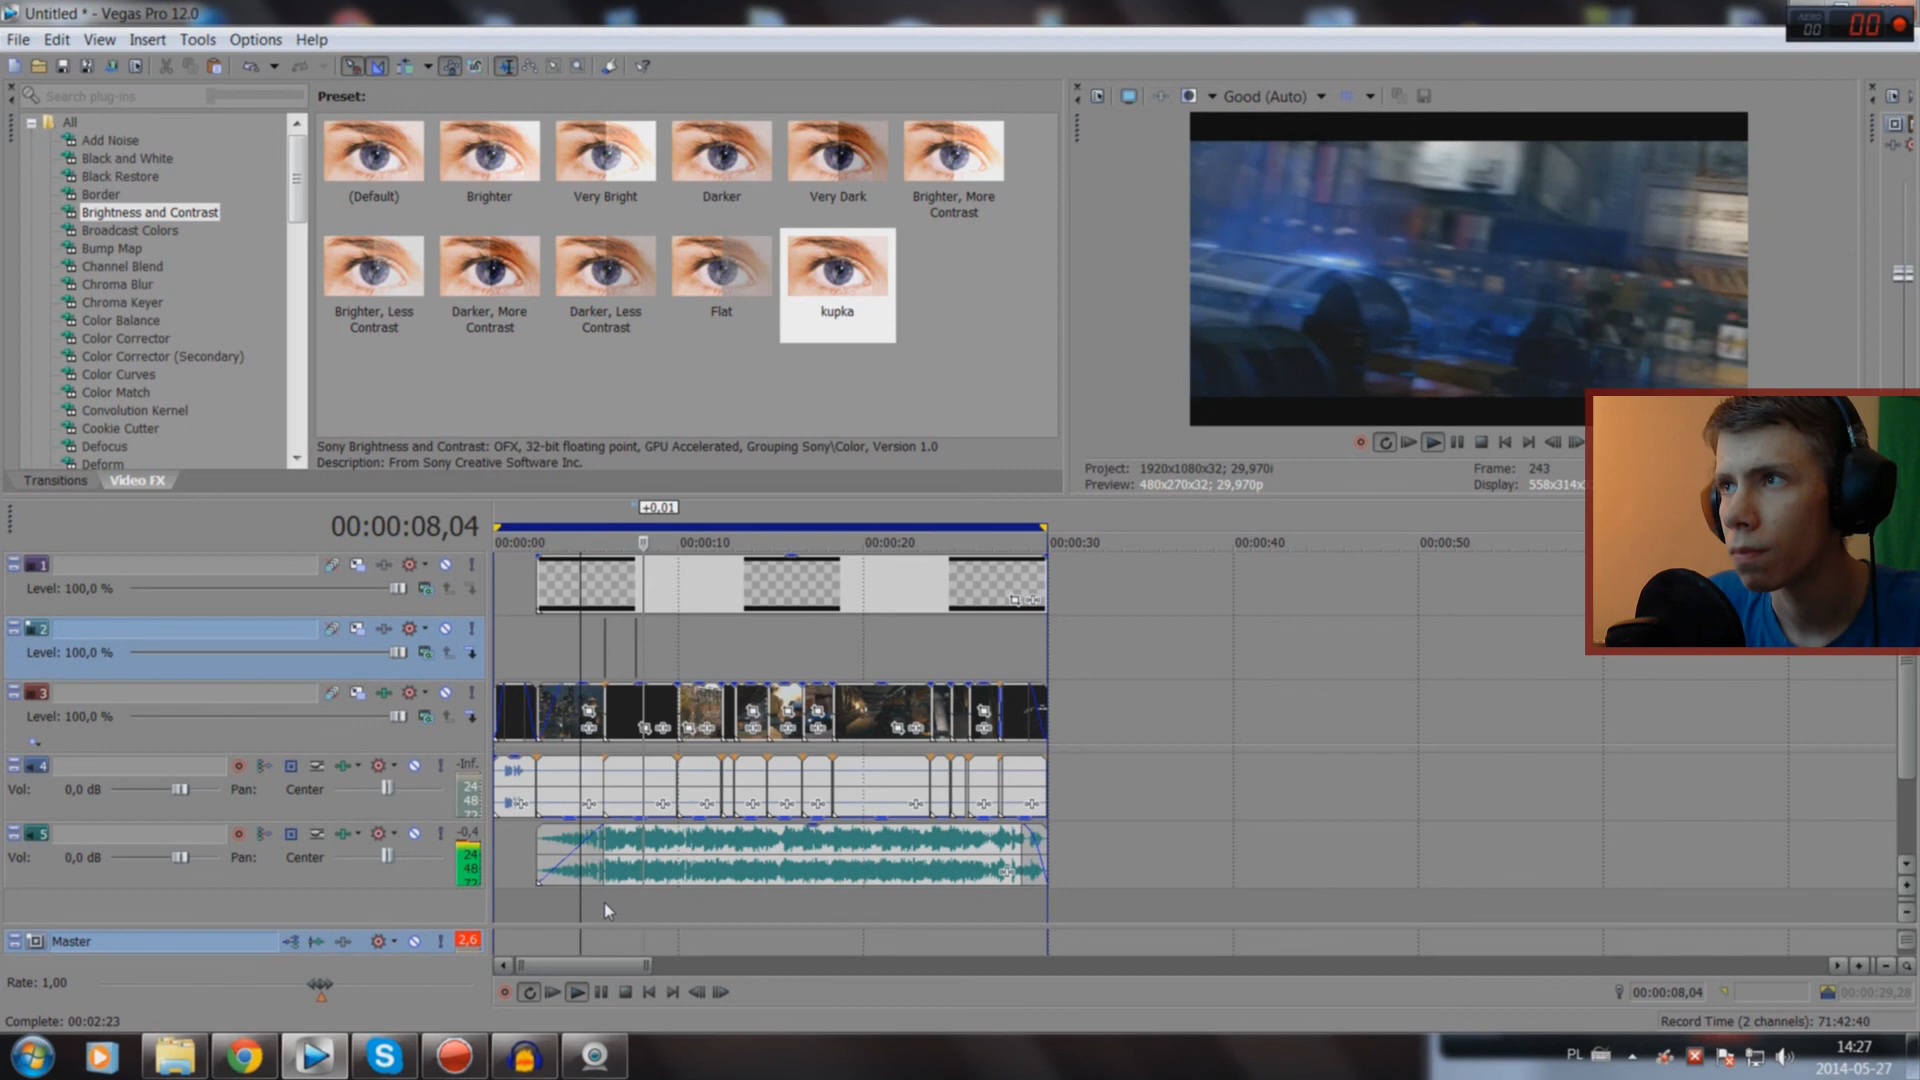 Untitled * - Vegas Pro 12.0
File Edit View Insert Tools Options Help
Search plug-ins
Preset:
Good (Auto)
All
Add Noise
Black and White
Black Restore
Border
Brightness and Contrast
Broadcast Colors
Bump Map
Channel Blend
Chroma Blur
Chroma Keyer
Color Balance
Color Corrector
Color Corrector (Secondary)
Color Curves
Color Match
Convolution Kernel
Cookie Cutter
Defocus
Deform
(Default) Brighter Very Bright Darker Very Dark Brighter, More Contrast
Brighter, Less Contrast
Darker, More Contrast
Darker, Less Contrast
Flat
kupka
Sony Brightness and Contrast: OFX, 32-bit floating point, GPU Accelerated, Grouping Sony\Color, Version 1.0
Description: From Sony Creative Software Inc.
Transitions Video FX
Project: 1920x1080x32; 29,970i
Preview: 480x270x32; 29,970p
Frame: 243
Display: 558x314x
AERO
00
00
00:00:08,04
+0,01
00:00:00 00:00:10 00:00:20 00:00:30 00:00:40 00:00:50
1
Level: 100,0 %
2
Level: 100,0 %
3
Level: 100,0 %
4 -Inf.
Vol: 0,0 dB Pan: Center
24
48
72
5 -0,4
Vol: 0,0 dB Pan: Center
24
48
72
Master 2,6
Rate: 1,00
00:00:08,04 00:00:29,28
Complete: 00:02:23
Record Time (2 channels): 71:42:40
PL
14:27
2014-05-27